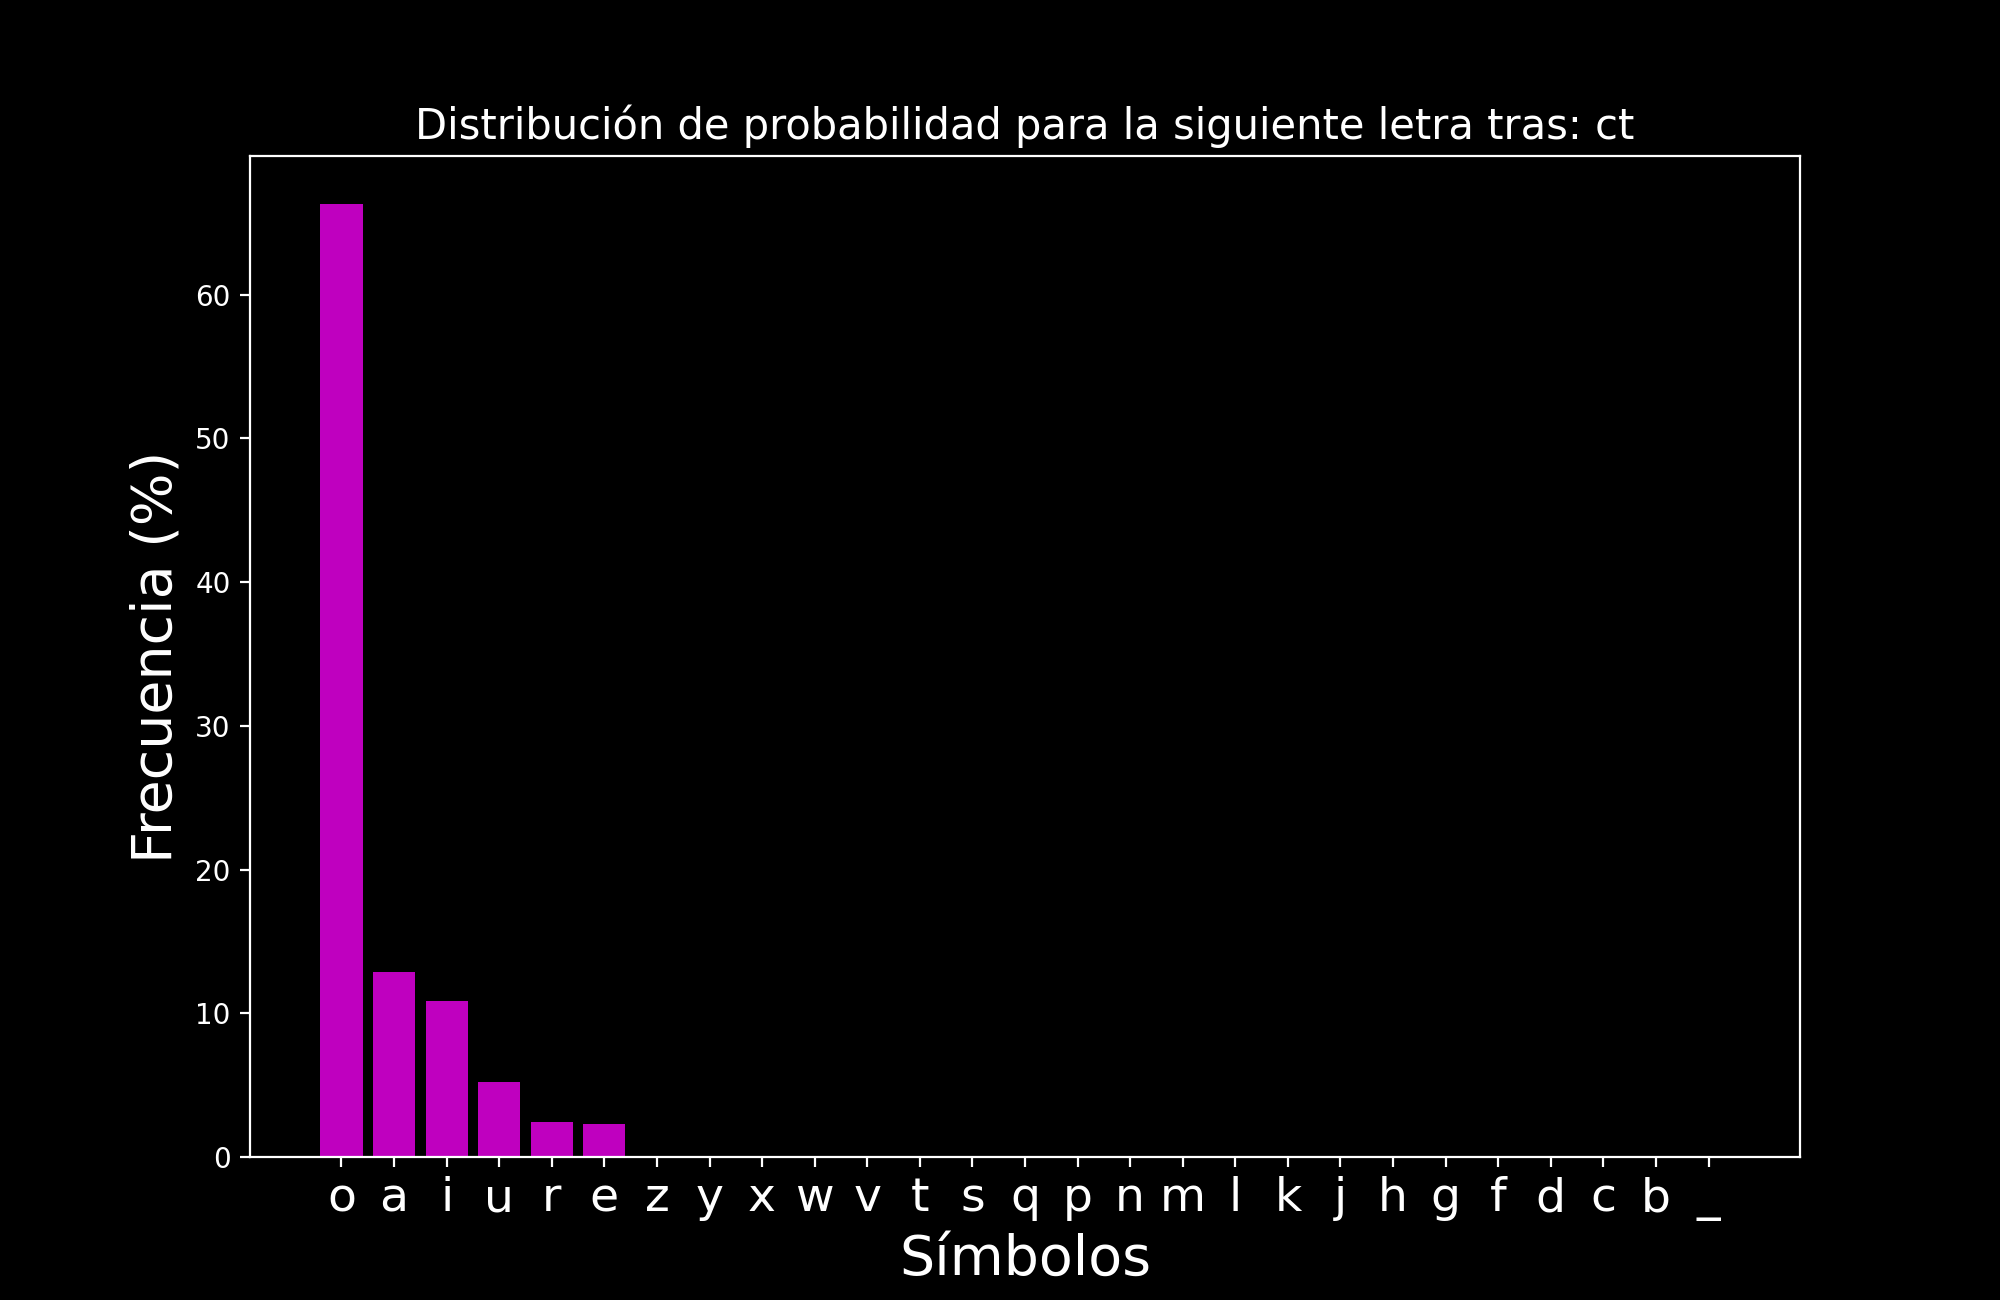 Distribución de probabilidad para la siguiente letra tras: ct
Frecuencia (%)
60
50
40
30
20
10
0
o a i u r e z y x w v t s q p n m l k j h g f d c b _
Símbolos